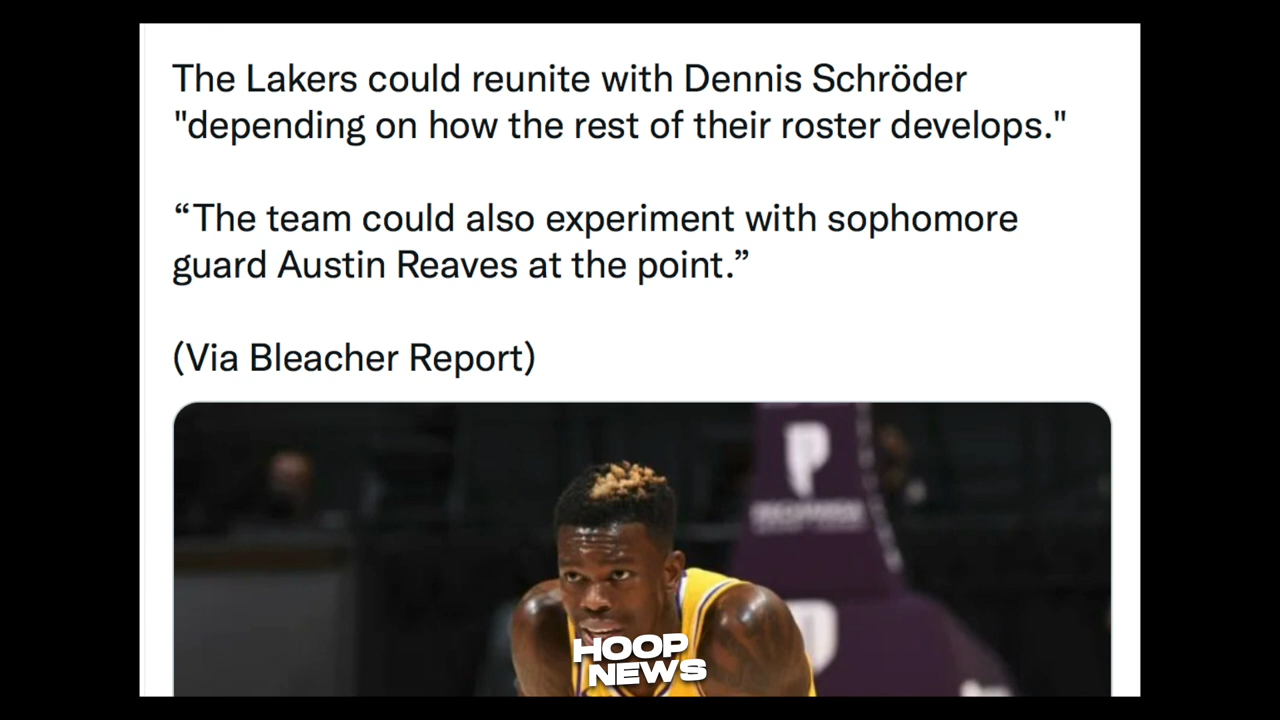 The Lakers could reunite with Dennis Schröder
"depending on how the rest of their roster develops."
“The team could also experiment with sophomore
guard Austin Reaves at the point.”
(Via Bleacher Report)
P
HOOP
NEWS